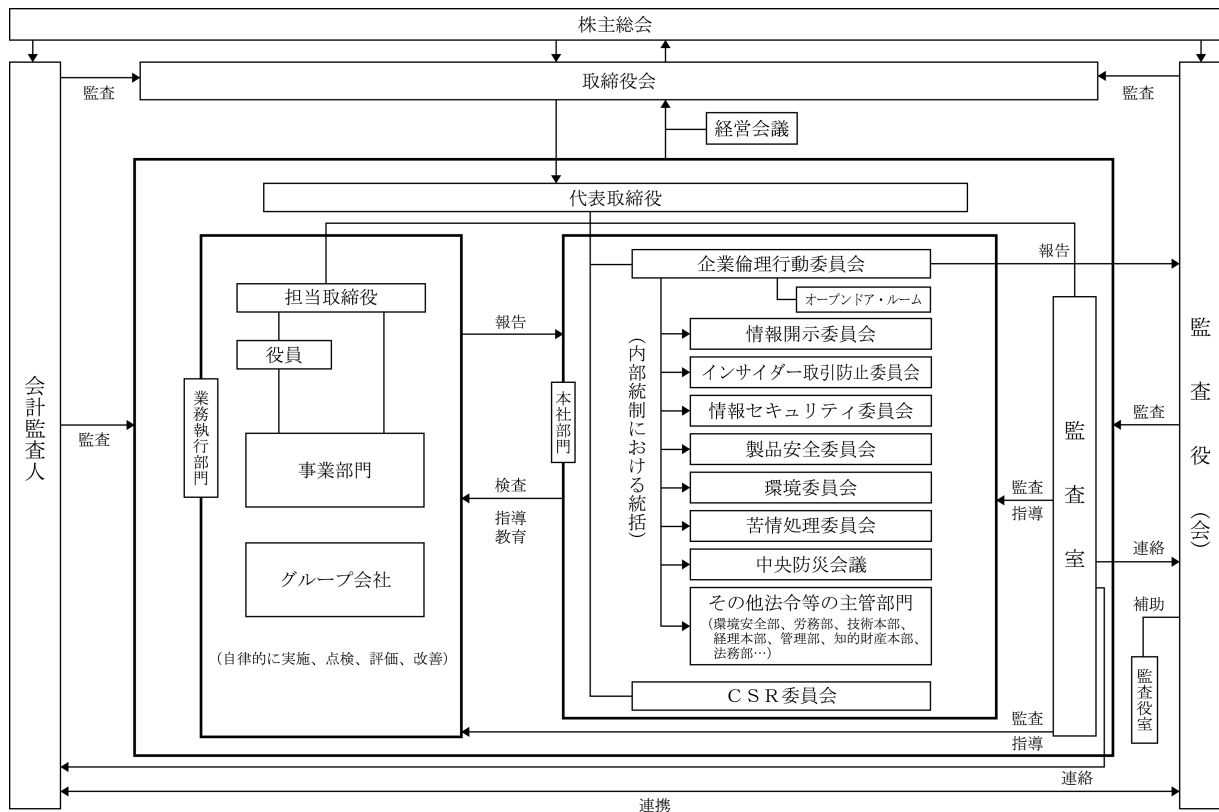 株主総会
取締役会
監査
監査
経営会議
代表取締役
企業倫理行動委員会
報告
オープンドア・ルーム
担当取締役
役員
報告
(内部統制における統括)
情報開示委員会
インサイダー取引防止委員会
情報セキュリティ委員会
製品安全委員会
環境委員会
苦情処理委員会
中央防災会議
その他法令等の主管部門
(環境安全部、労務部、技術本部、
経理本部、管理部、知的財産本部、
法務部…)
CSR委員会
会計監査人
監査
業務執行部門
事業部門
グループ会社
(自律的に実施、点検、評価、改善)
本社部門
検査
指導
教育
監査室
監査
指導
監査
指導
監査
連絡
補助
監査役室
監査役(会)
連絡
連携